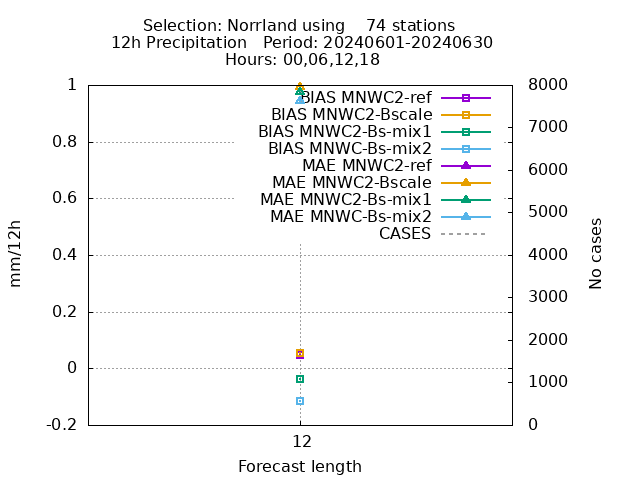 Selection: Norrland using    74 stations
12h Precipitation   Period: 20240601-20240630
Hours: 00,06,12,18
1
0.8
0.6
0.4
0.2
0
-0.2
mm/12h
BIAS MNWC2-ref
BIAS MNWC2-Bscale
BIAS MNWC2-Bs-mix1
BIAS MNWC-Bs-mix2
MAE MNWC2-ref
MAE MNWC2-Bscale
MAE MNWC2-Bs-mix1
MAE MNWC-Bs-mix2
CASES
8000
7000
6000
5000
4000
3000
2000
1000
0
No cases
12
Forecast length